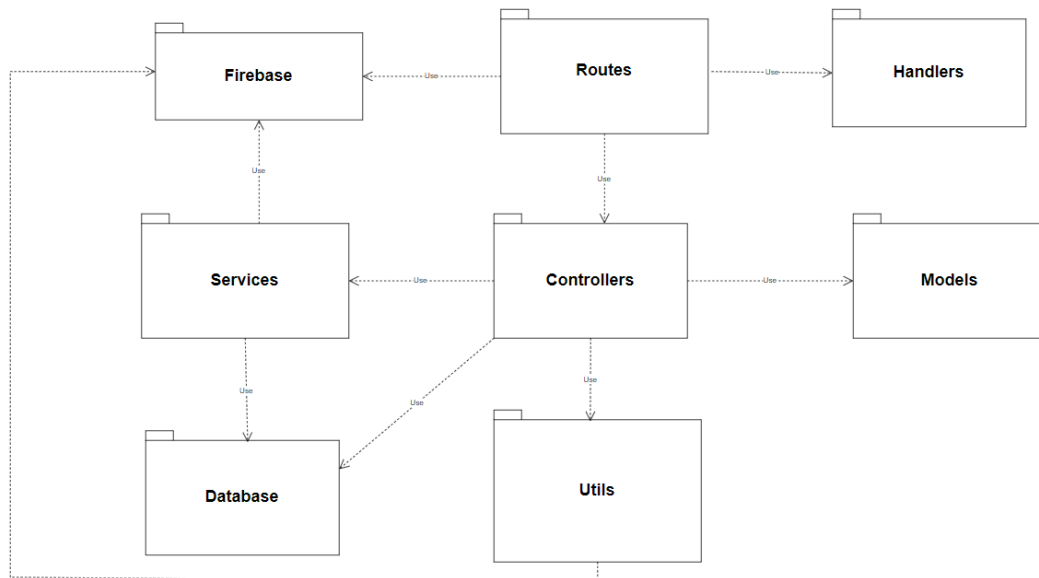 Firebase
Use
Routes
Use
Handlers
Use
Use
Services
Use
Controllers
Use
Models
Use
Use
Use
Database
Utils